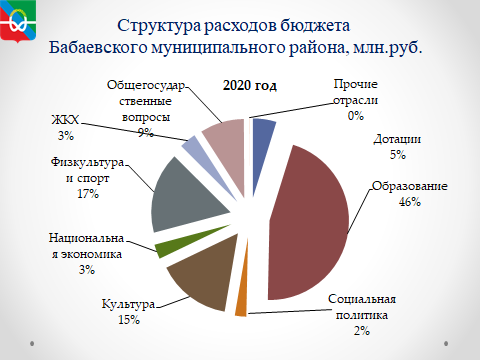 Структура расходов бюджета
Бабаевского муниципального района, млн.руб.
2020 год
Прочие
отрасли
0%
Дотации
5%
Образование
46%
Социальная
политика
2%
Культура
15%
Национальна
я экономика
3%
Физкультура
и спорт
17%
ЖКХ
3%
Общегосудар
ственные
вопросы
9%